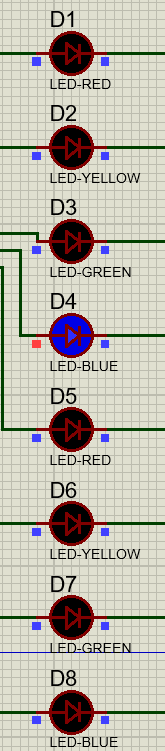 D1
LED-RED
D2
LED-YELLOW
D3
LED-GREEN
D4
LED-BLUE
D5
LED-RED
D6
LED-YELLOW
D7
LED-GREEN
D8
LED-BLUE